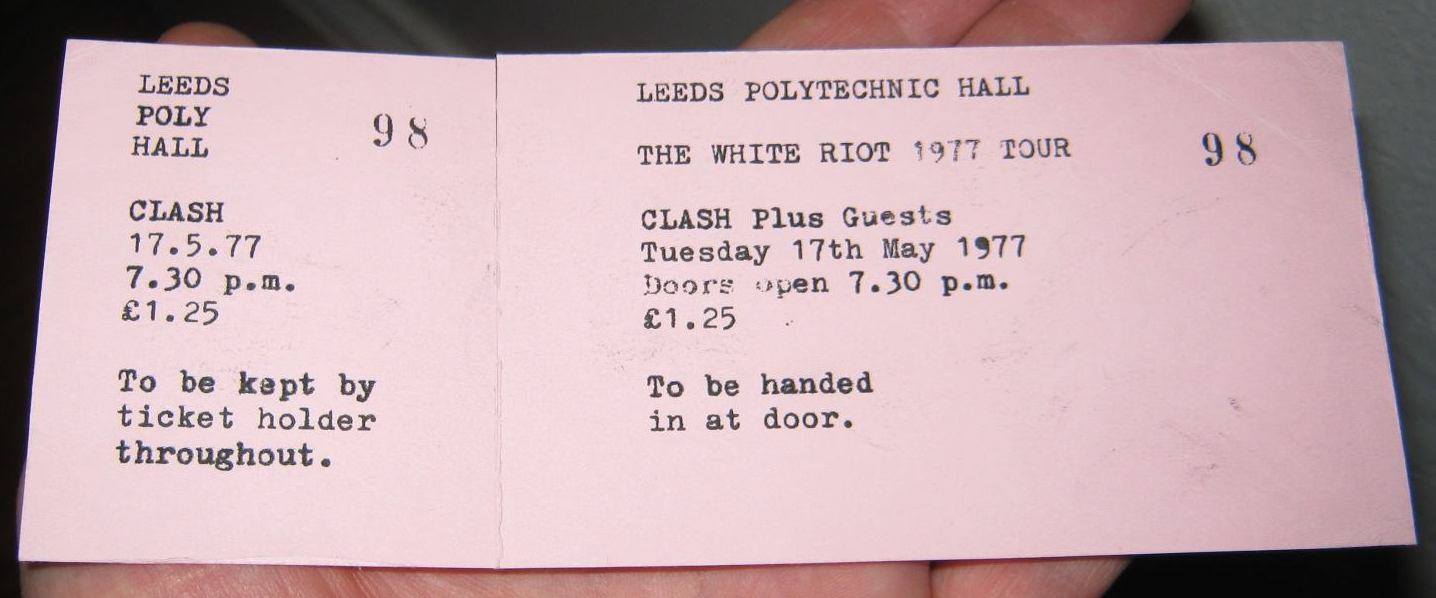 LEEDS
POLY
HALL
98
CLASH
17.5.77
7.30 p.m.
£1.25
To be kept by
ticket holder
throughout.
LEEDS POLYTECHNIC HALL
THE WHITE RIOT 1977 TOUR
98
CLASH Plus Guests
Tuesday 17th May 1977
Doors open 7.30 p.m.
£1.25
To be handed
in at door.